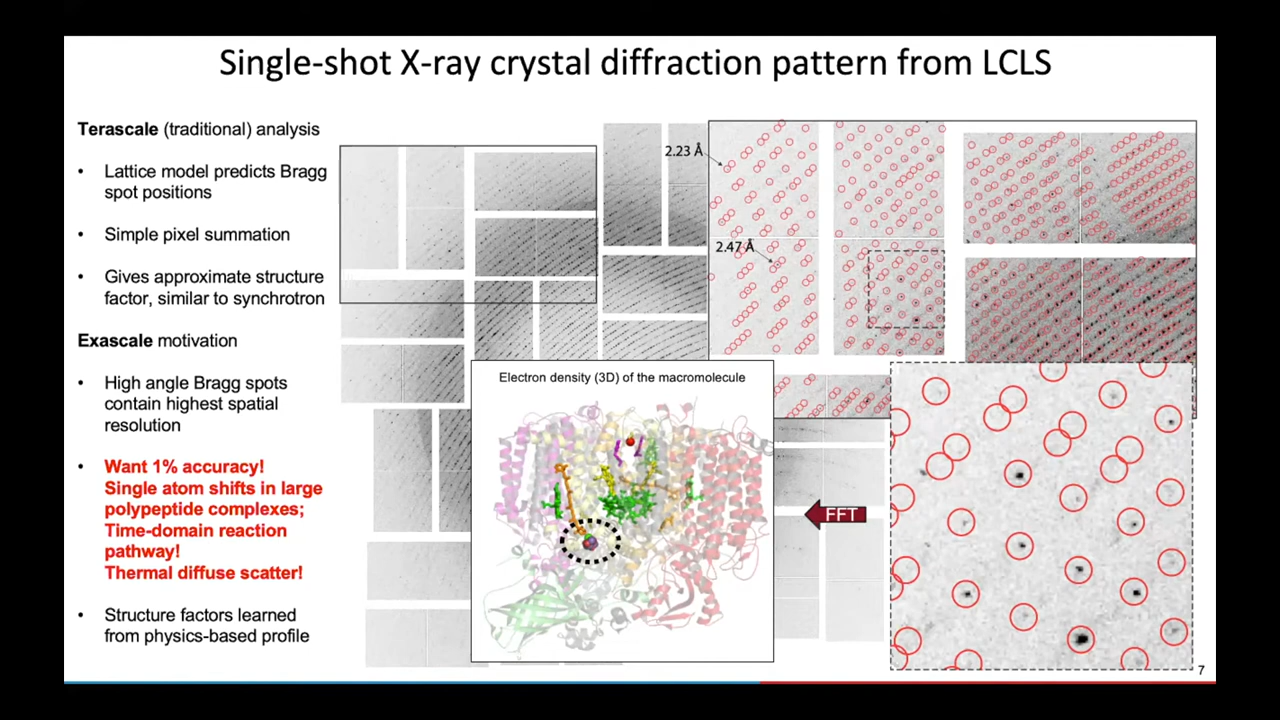 Single-shot X-ray crystal diffraction pattern from LCLS
Terascale (traditional) analysis
• Lattice model predicts Bragg
spot positions
• Simple pixel summation
• Gives approximate structure
factor, similar to synchrotron
Exascale motivation
• High angle Bragg spots
contain highest spatial
resolution
• Want 1% accuracy!
Single atom shifts in large
polypeptide complexes;
Time-domain reaction
pathway!
Thermal diffuse scatter!
• Structure factors learned
from physics-based profile
2.23 Å
2.47 Å
Electron density (3D) of the macromolecule
FFT
7